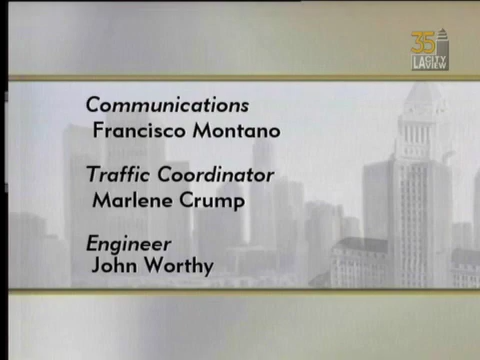 35
LA CITY
VIEW
Communications
Francisco Montano
Traffic Coordinator
Marlene Crump
Engineer
John Worthy